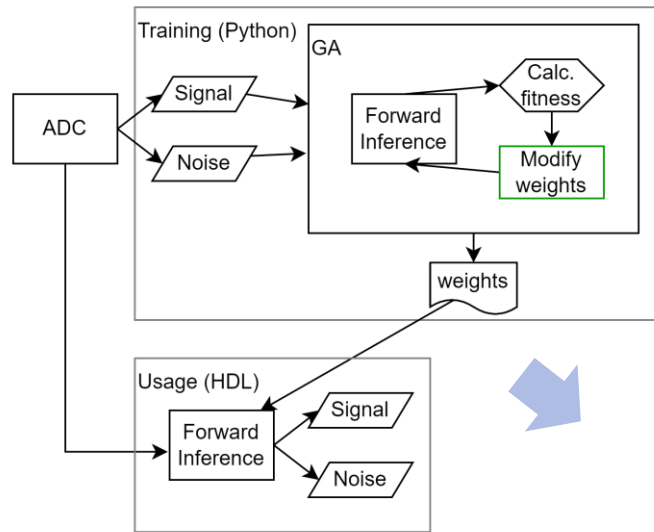 Training (Python)
GA
Signal
Calc.
fitness
ADC
Forward
Inference
Noise
Modify
weights
weights
Usage (HDL)
Signal
Forward
Inference
Noise